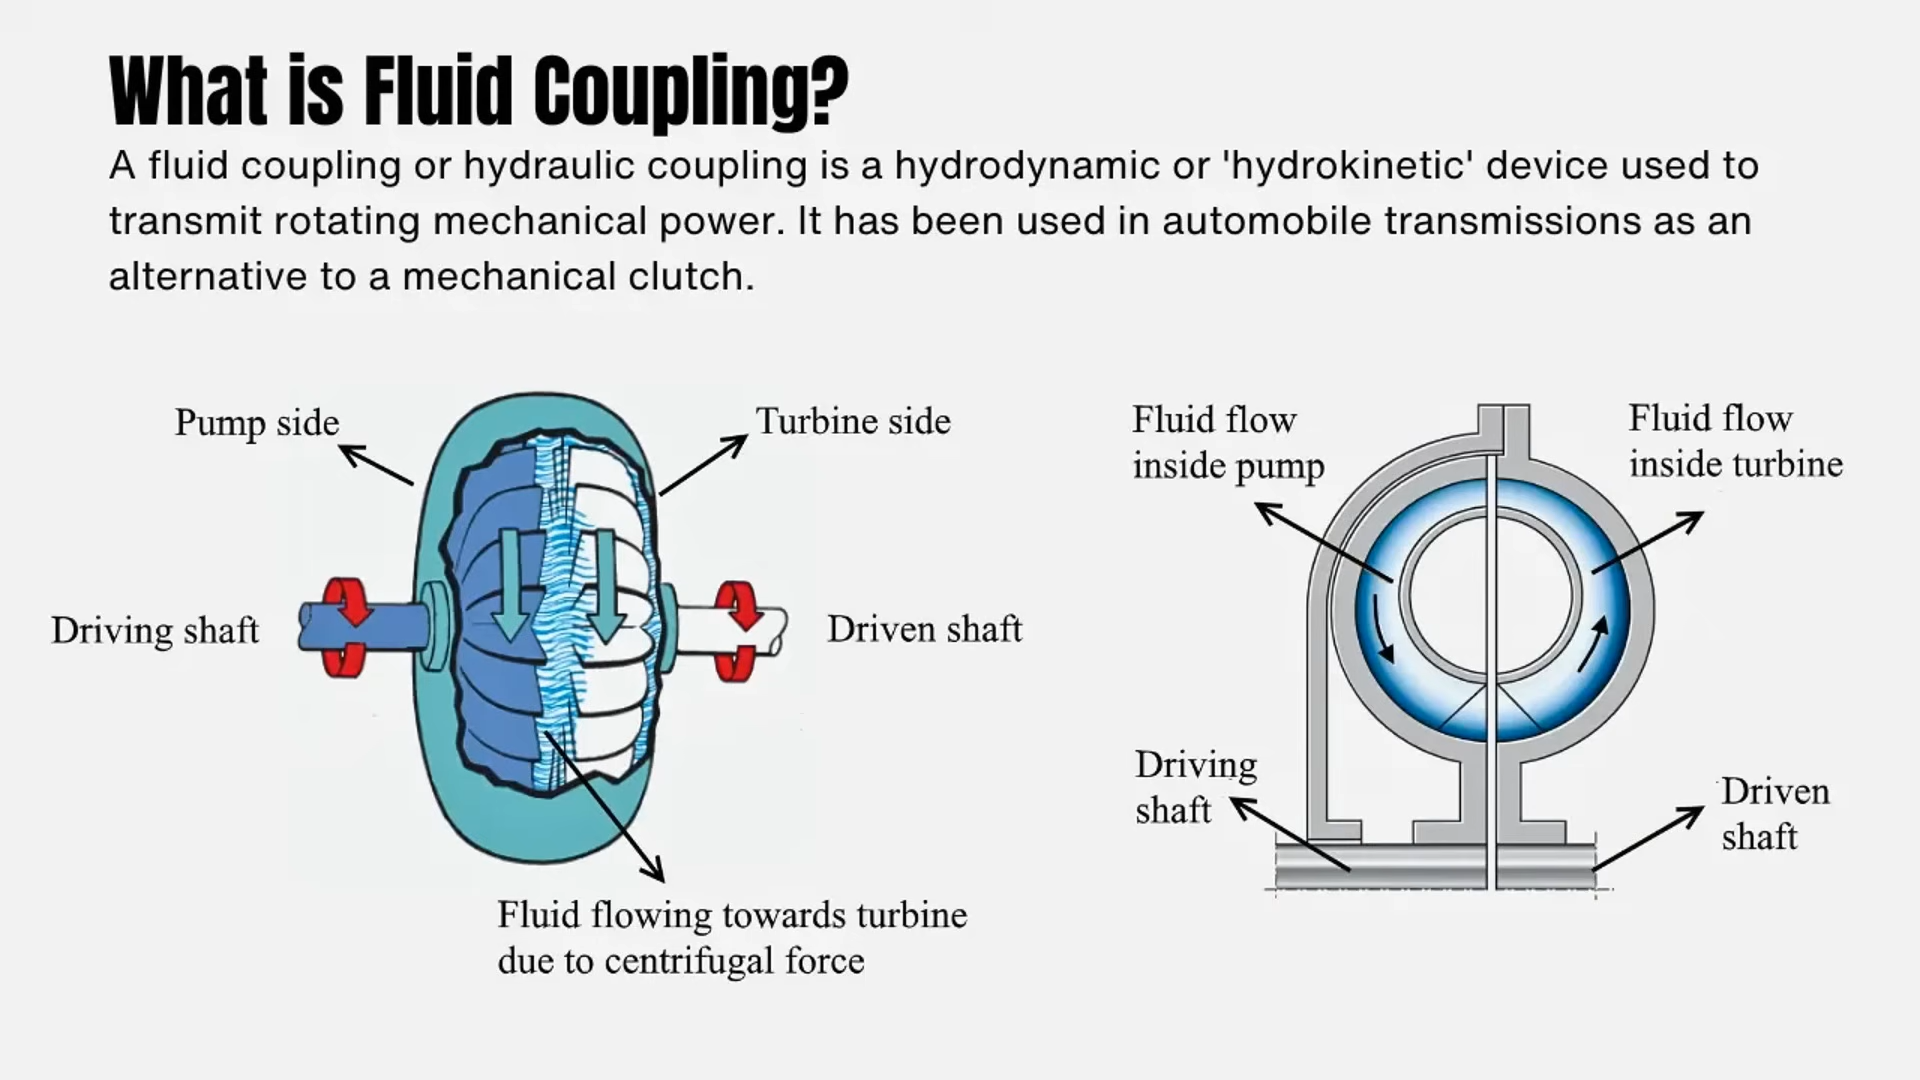 What is Fluid Coupling?
A fluid coupling or hydraulic coupling is a hydrodynamic or 'hydrokinetic' device used to
transmit rotating mechanical power. It has been used in automobile transmissions as an
alternative to a mechanical clutch.
Pump side
Turbine side
Driving shaft
Driven shaft
Fluid flowing towards turbine
due to centrifugal force
Fluid flow
inside pump
Fluid flow
inside turbine
Driving
shaft
Driven
shaft